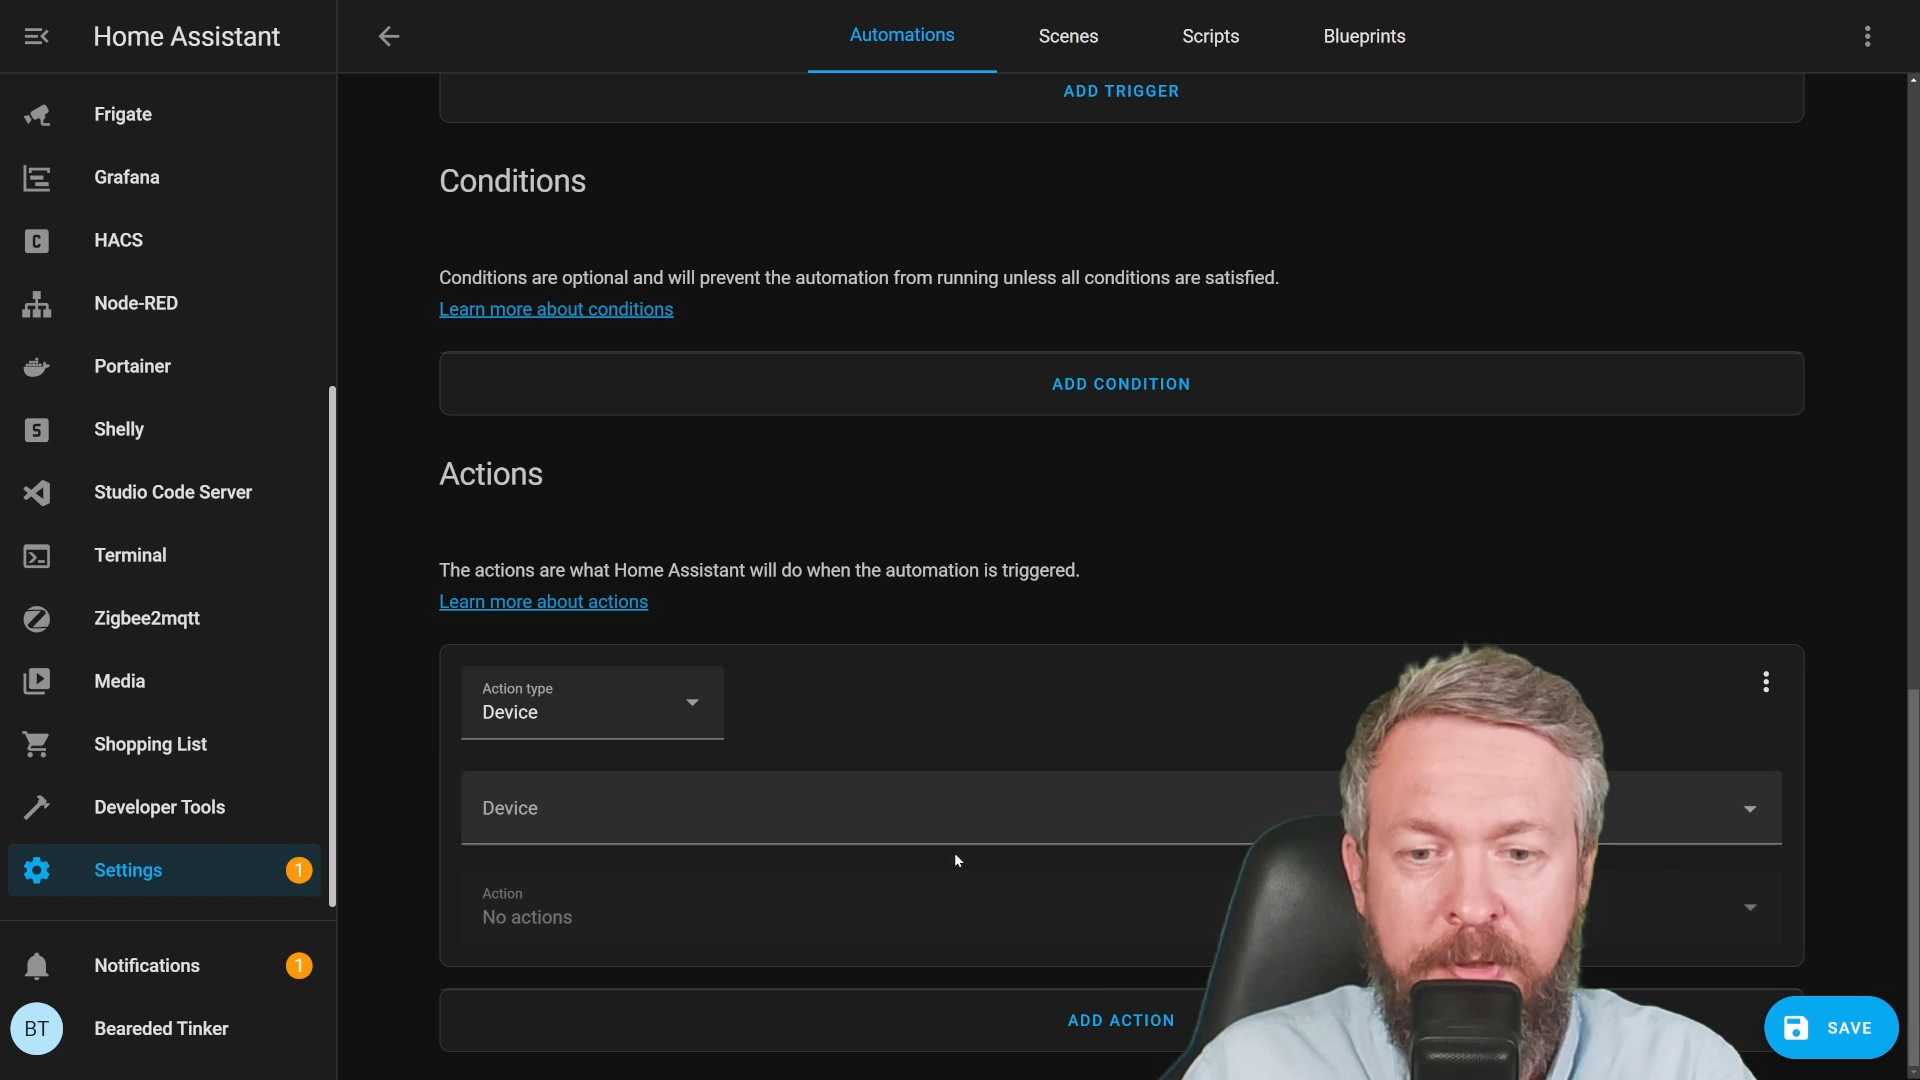 Home Assistant
Automations
Scenes
Scripts
Blueprints
Frigate
Grafana
C
HACS
Node-RED
Portainer
S
Shelly
Studio Code Server
Terminal
Zigbee2mqtt
Media
Shopping List
Developer Tools
Settings
1
Notifications
1
BT
Beareded Tinker
ADD TRIGGER
Conditions
Conditions are optional and will prevent the automation from running unless all conditions are satisfied.
Learn more about conditions
ADD CONDITION
Actions
The actions are what Home Assistant will do when the automation is triggered.
Learn more about actions
Action type
Device
Device
Action
No actions
ADD ACTION
SAVE